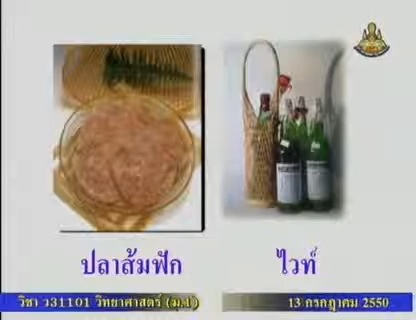 ปลาส้มฟัก
ไวท์
วิชา ว31101 วิทยาศาสตร์ (ม.1)
13 กรกฎาคม 2550